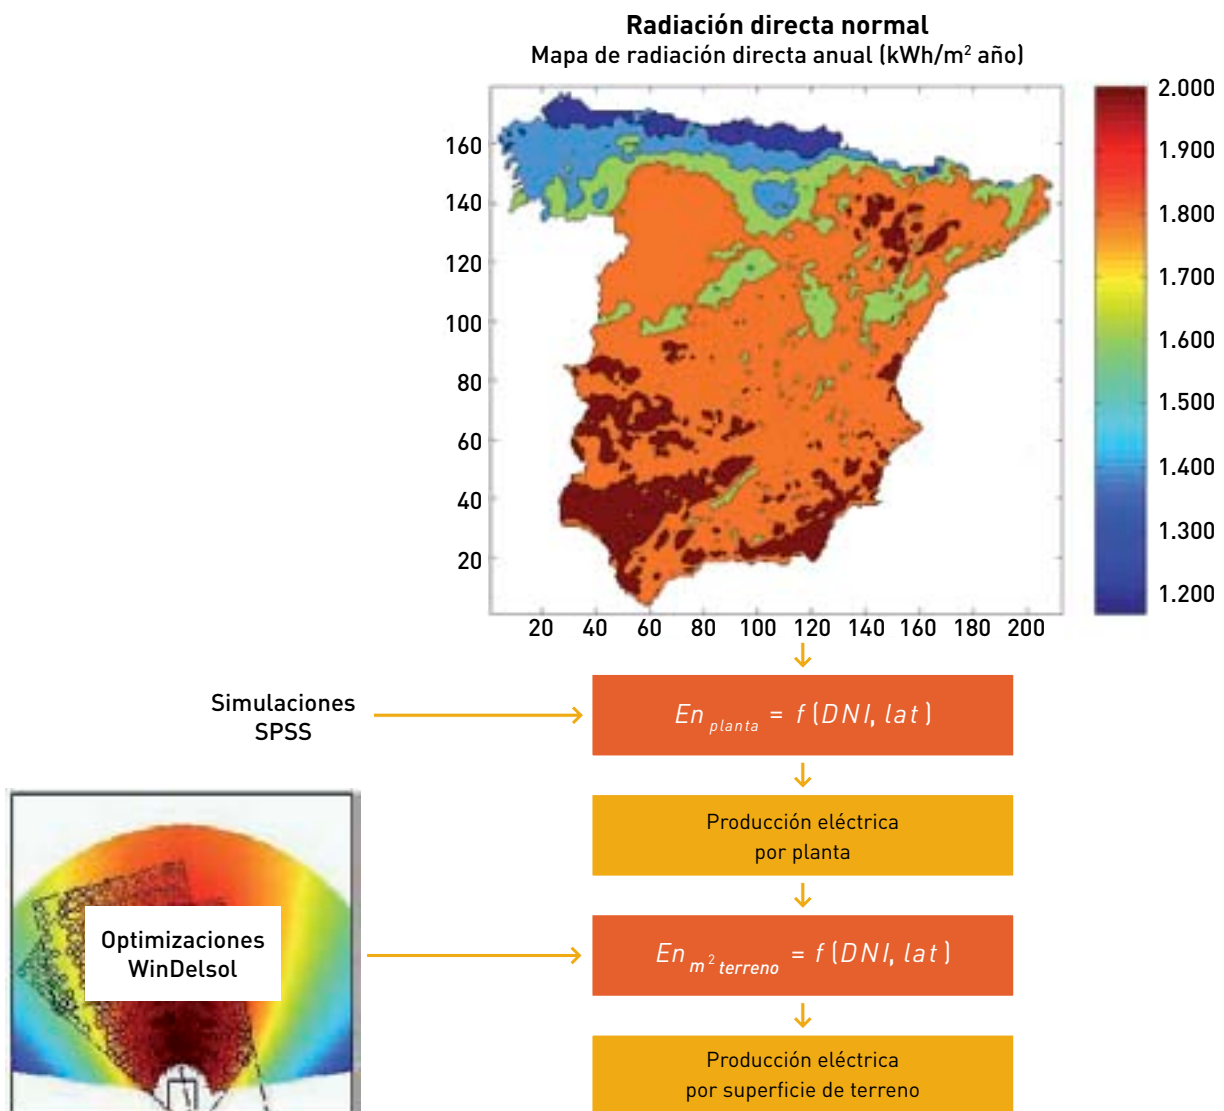 Radiación directa normal
Mapa de radiación directa anual (kWh/m² año)
160
140
120
100
80
60
40
20
20 40 60 80 100 120 140 160 180 200
2.000
1.900
1.800
1.700
1.600
1.500
1.400
1.300
1.200
Simulaciones
SPSS
En planta = f (DNI, lat)
Producción eléctrica
por planta
Optimizaciones
WinDelsol
En m² terreno = f (DNI, lat)
Producción eléctrica
por superficie de terreno